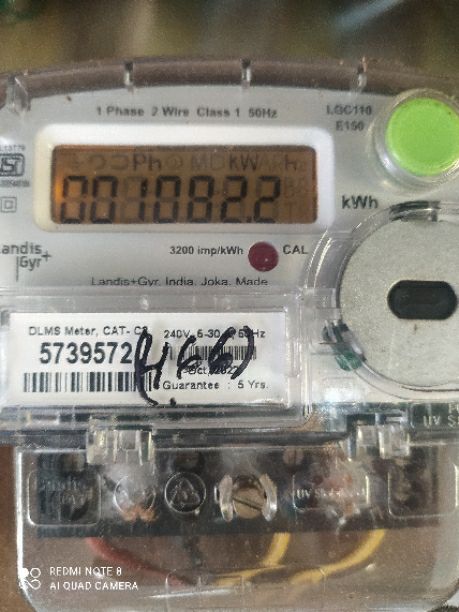 1 Phase 2 Wire Class 1 50Hz
LGC110
E150
001082.2
kWh
Landis
Gyr+
3200 imp/kWh
CAL
Landis+Gyr, India, Joka, Made
DLMS Meter, CAT- C2
240V, 5-30
5739572
Guarantee : 5 Yrs.
REDMI NOTE 8
AI QUAD CAMERA